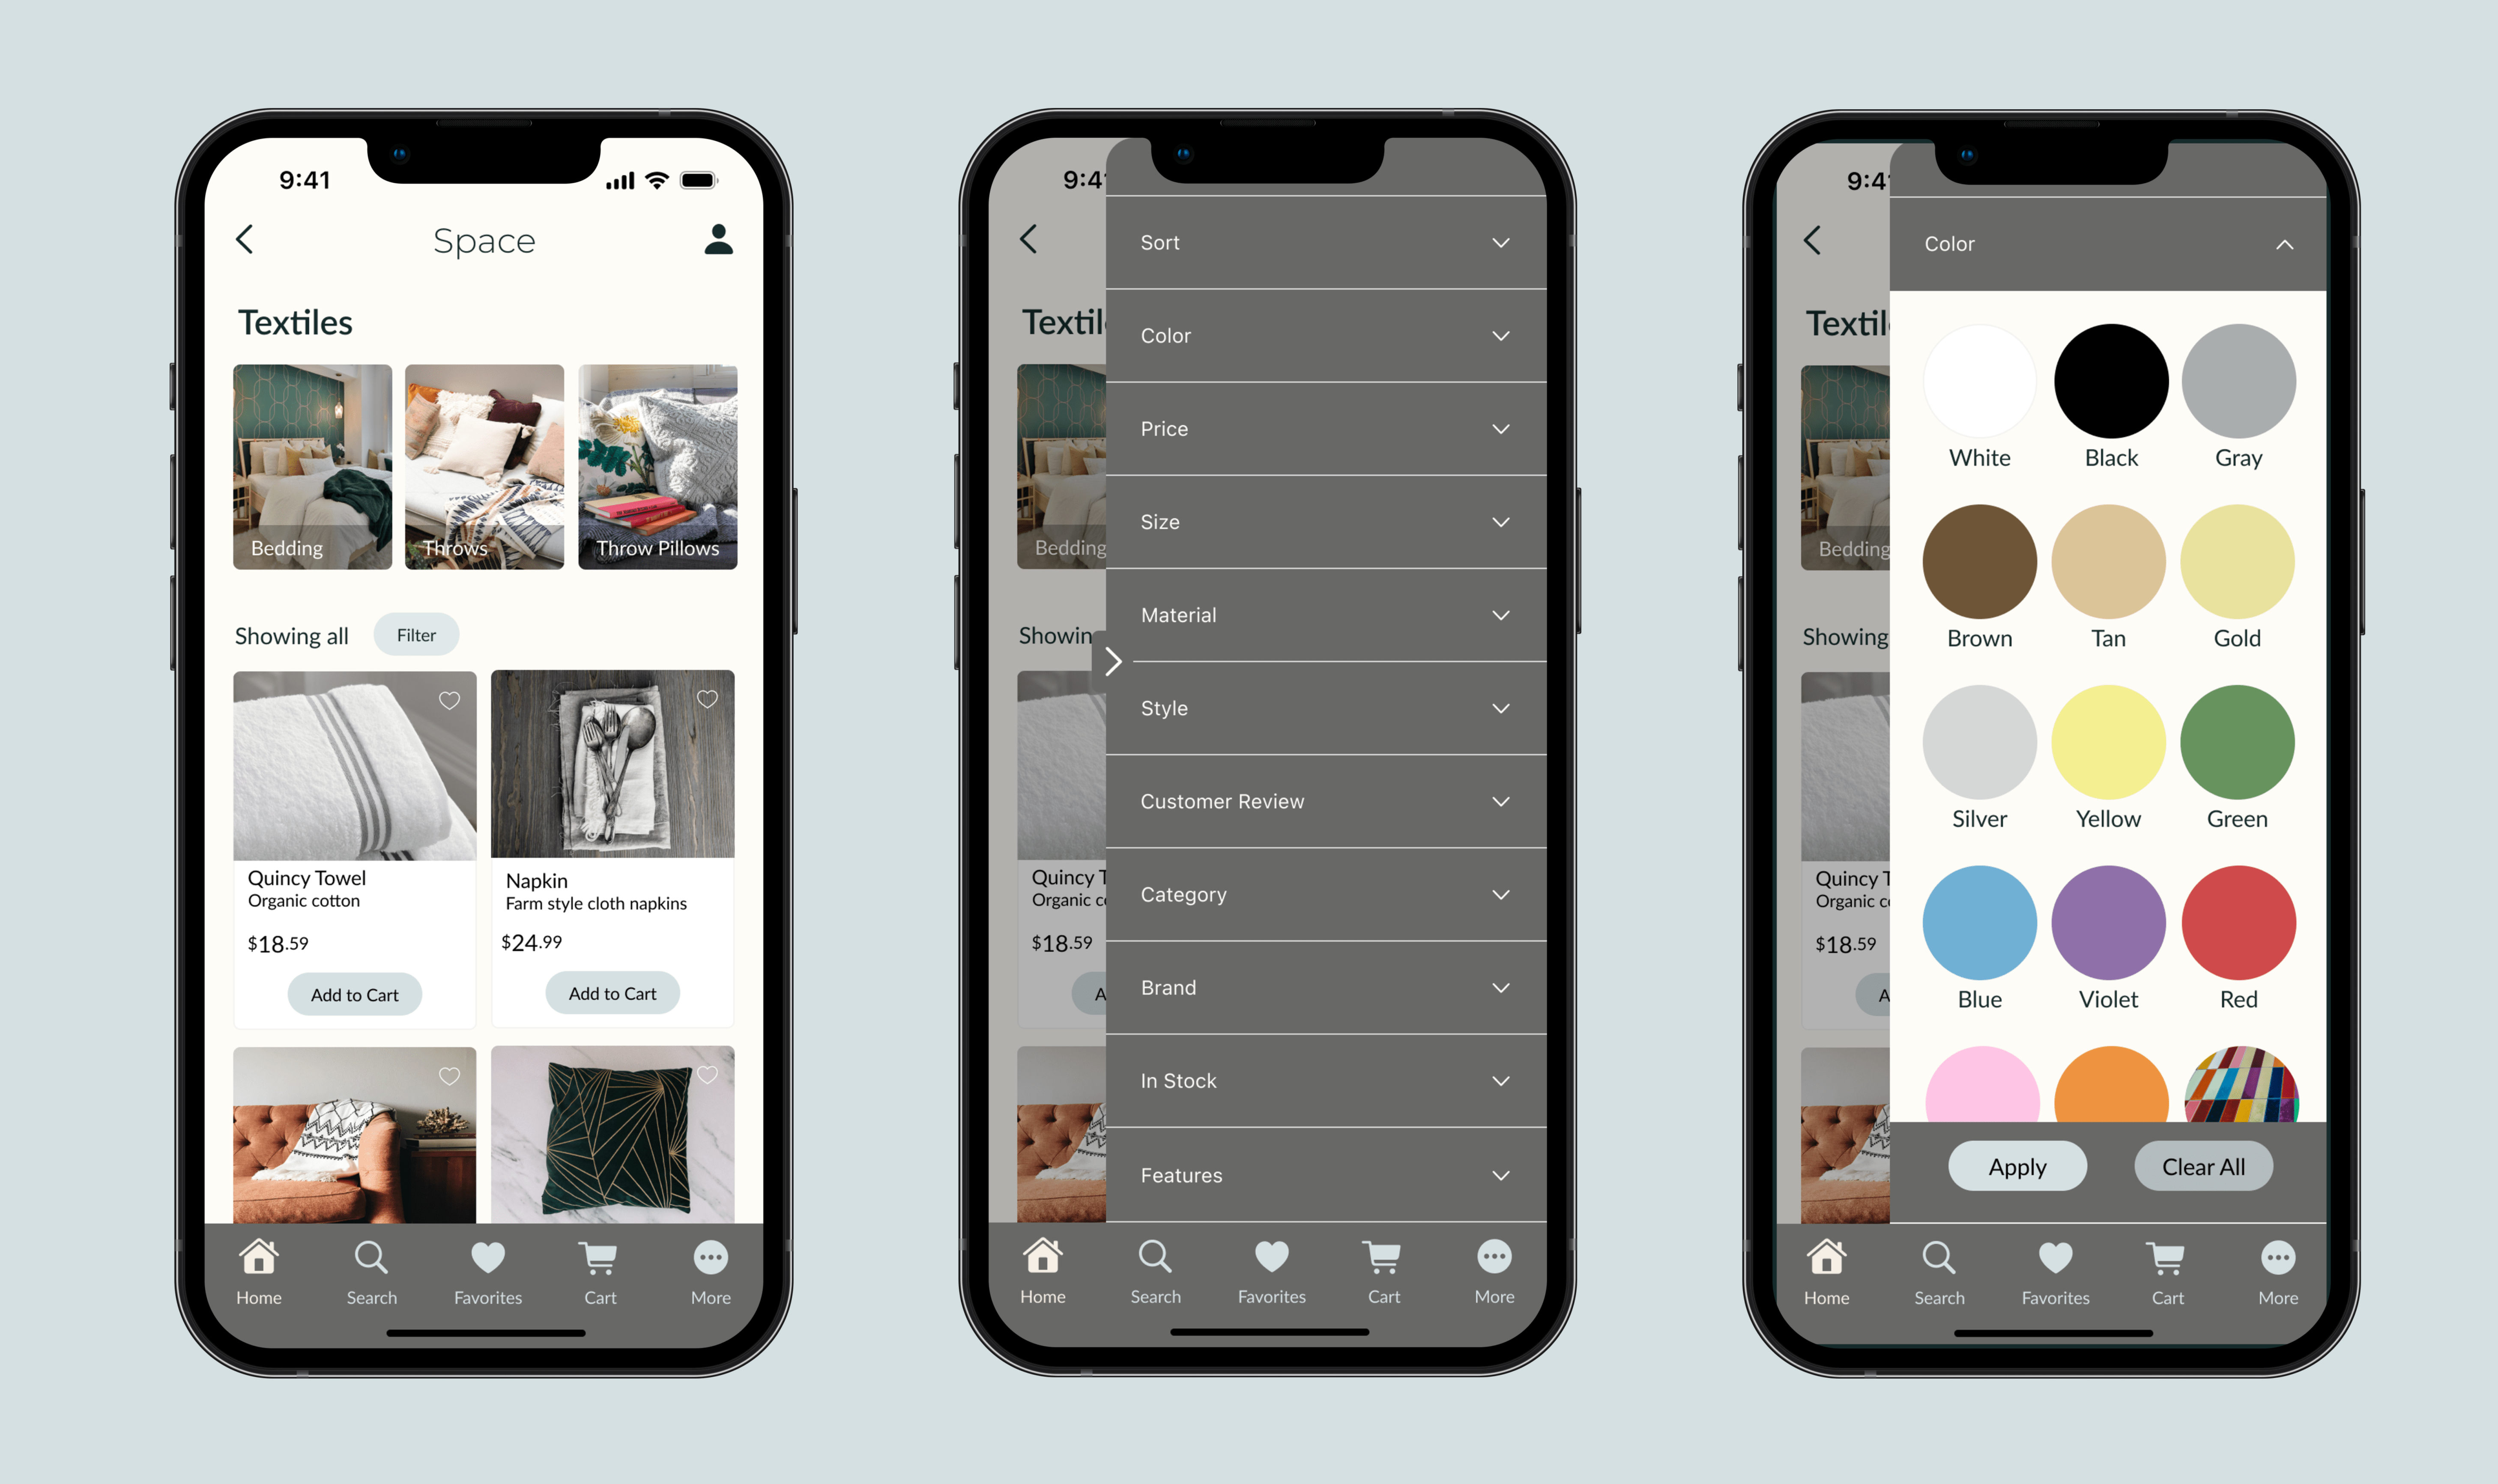 9:41
Space
Textiles
Bedding
Throws
Throw Pillows
Showing all
Filter
Quincy Towel
Organic cotton
$18.59
Add to Cart
Napkin
Farm style cloth napkins
$24.99
Add to Cart
Home
Search
Favorites
Cart
More
9:41
Textil
Bedding
Showin
Quincy T
Organic c
$18.59
A
Sort
Color
Price
Size
Material
Style
Customer Review
Category
Brand
In Stock
Features
Home
Search
Favorites
Cart
More
9:4
Textil
Bedding
Showing
Quincy T
Organic c
$18.59
A
Color
White
Black
Gray
Brown
Tan
Gold
Silver
Yellow
Green
Blue
Violet
Red
Apply
Clear All
Home
Search
Favorites
Cart
More